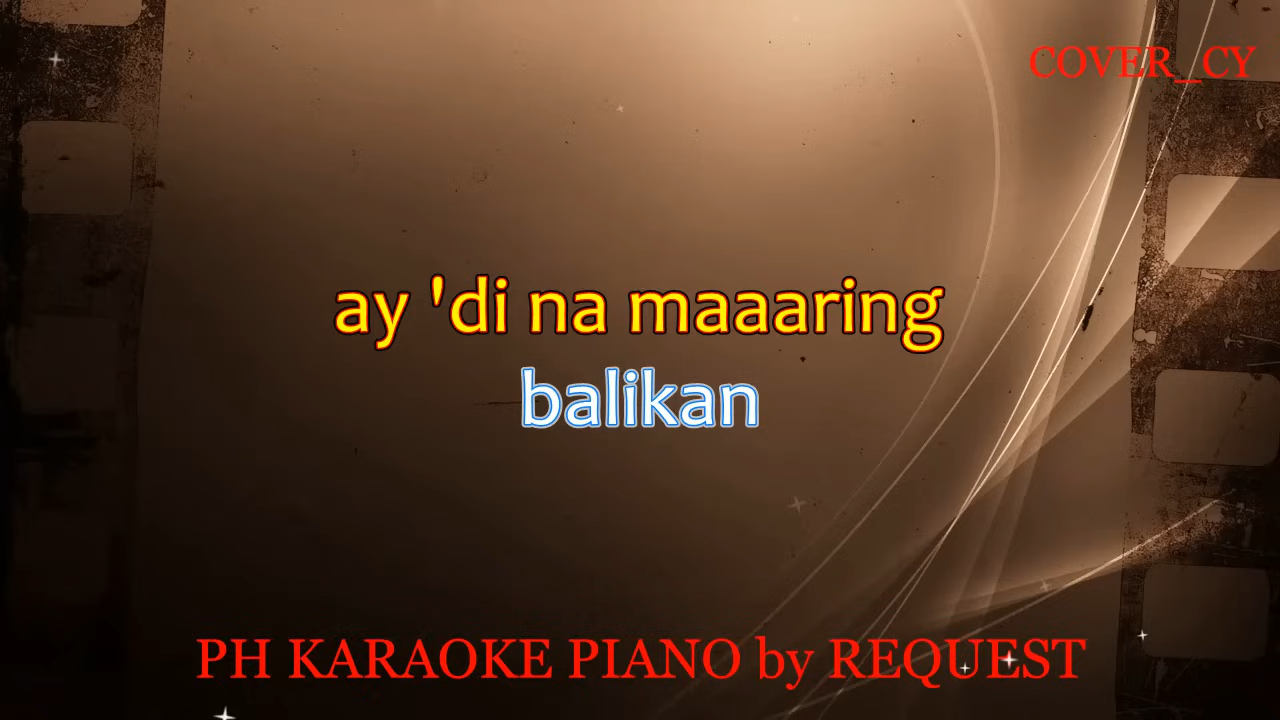 COVER_CY
ay 'di na maaaring
balikan
PH KARAOKE PIANO by REQUEST